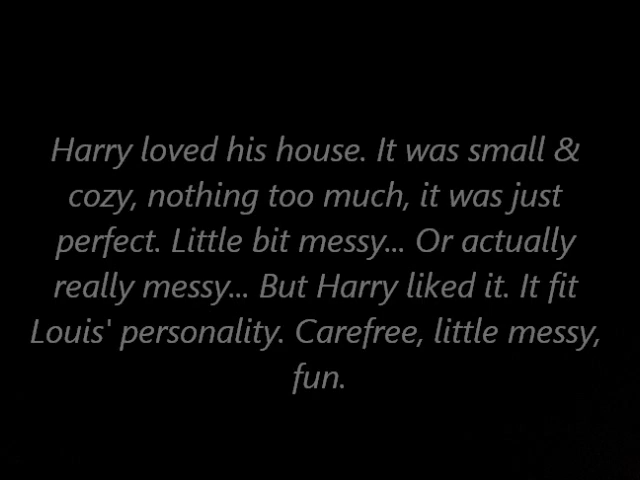 Harry loved his house. It was small &
cozy, nothing too much, it was just
perfect. Little bit messy... Or actually
really messy... But Harry liked it. It fit
Louis' personality. Carefree, little messy,
fun.